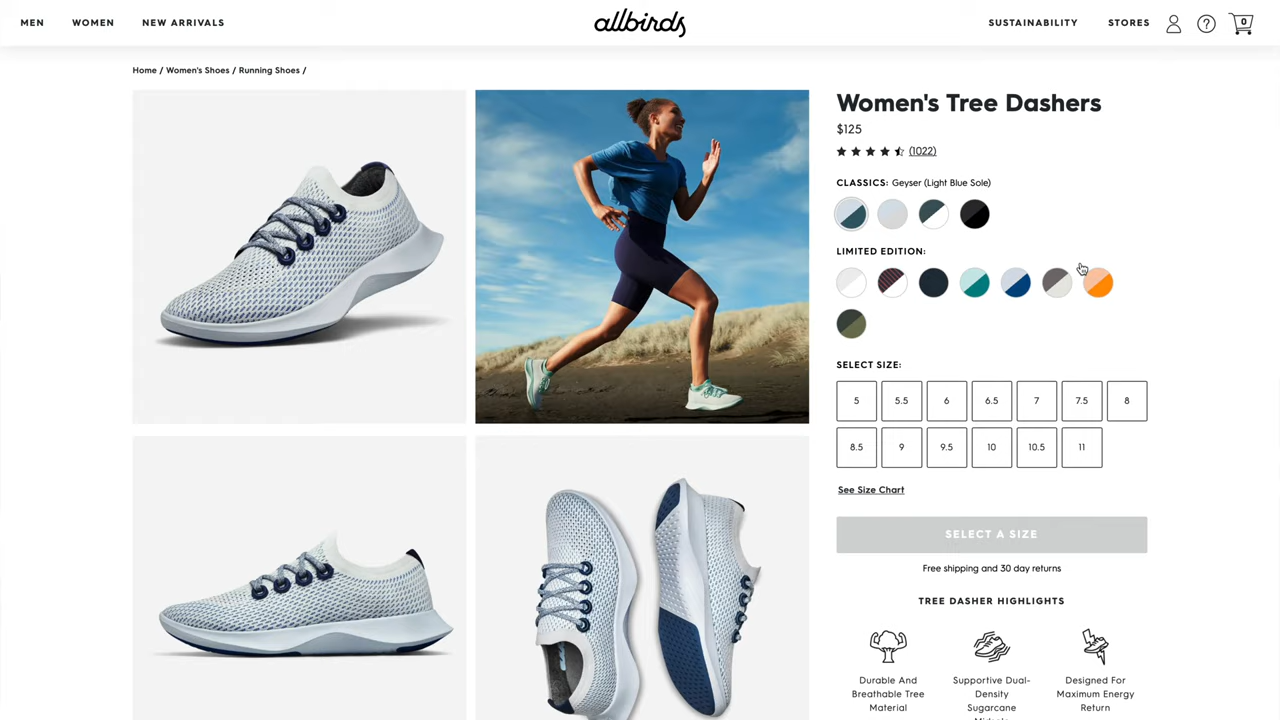 MEN WOMEN NEW ARRIVALS allbirds SUSTAINABILITY STORES ? 0
Home / Women's Shoes / Running Shoes /
Women's Tree Dashers
$125
(1022)
CLASSICS: Geyser (Light Blue Sole)
LIMITED EDITION:
SELECT SIZE:
5 5.5 6 6.5 7 7.5 8
8.5 9 9.5 10 10.5 11
See Size Chart
SELECT A SIZE
Free shipping and 30 day returns
TREE DASHER HIGHLIGHTS
Durable And
Breathable Tree
Material
Supportive Dual-
Density
Sugarcane
Designed For
Maximum Energy
Return